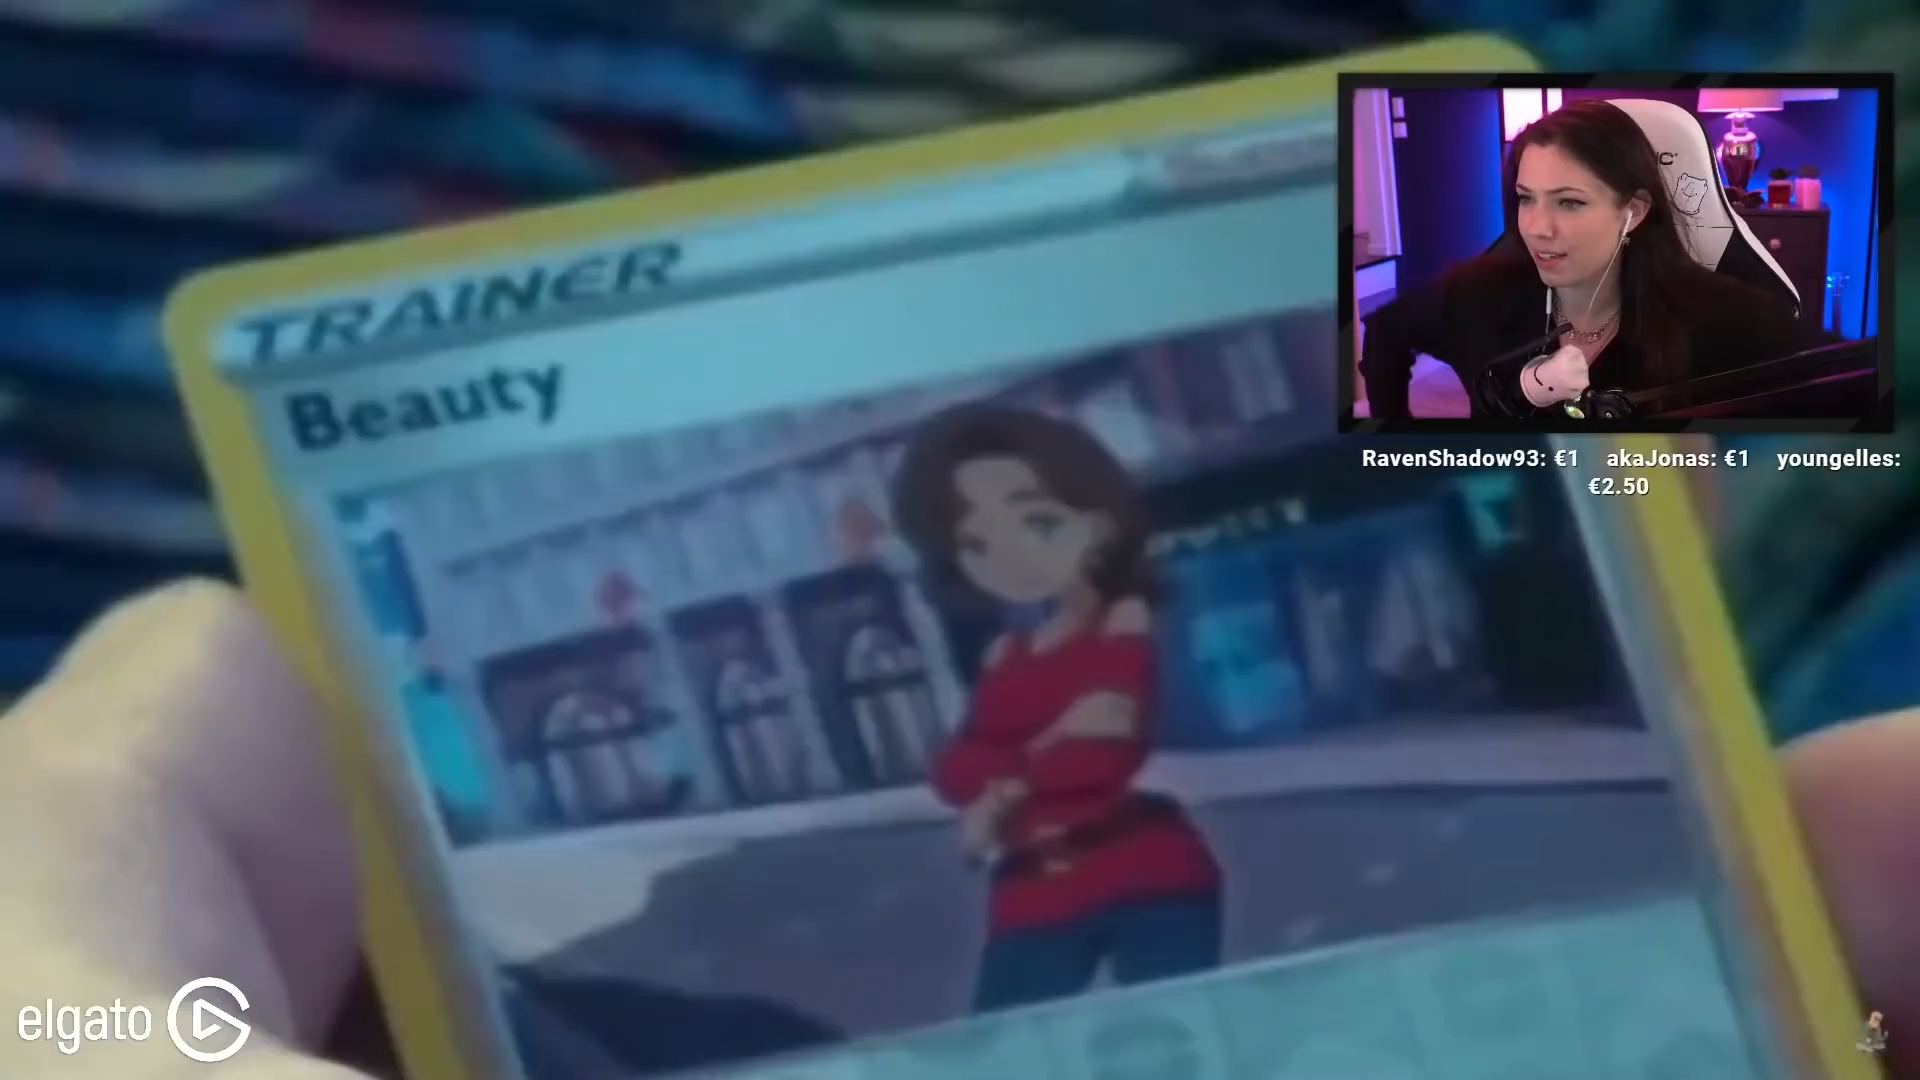 TRAINER
Beauty
RavenShadow93: €1 akaJonas: €1 youngelles:
€2.50
elgato